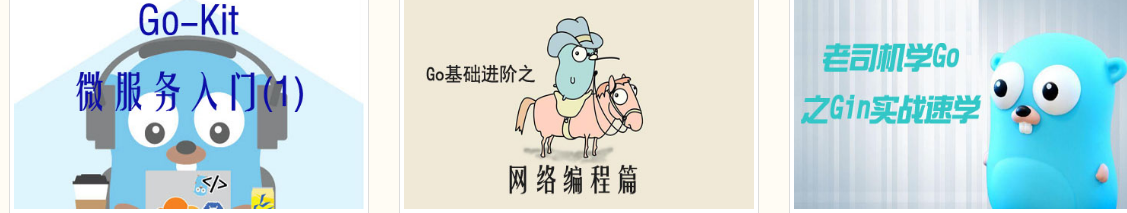 Go-Kit
微服务入门(1)
Go基础进阶之
网络编程篇
老司机学Go
之Gin实战速学
</>